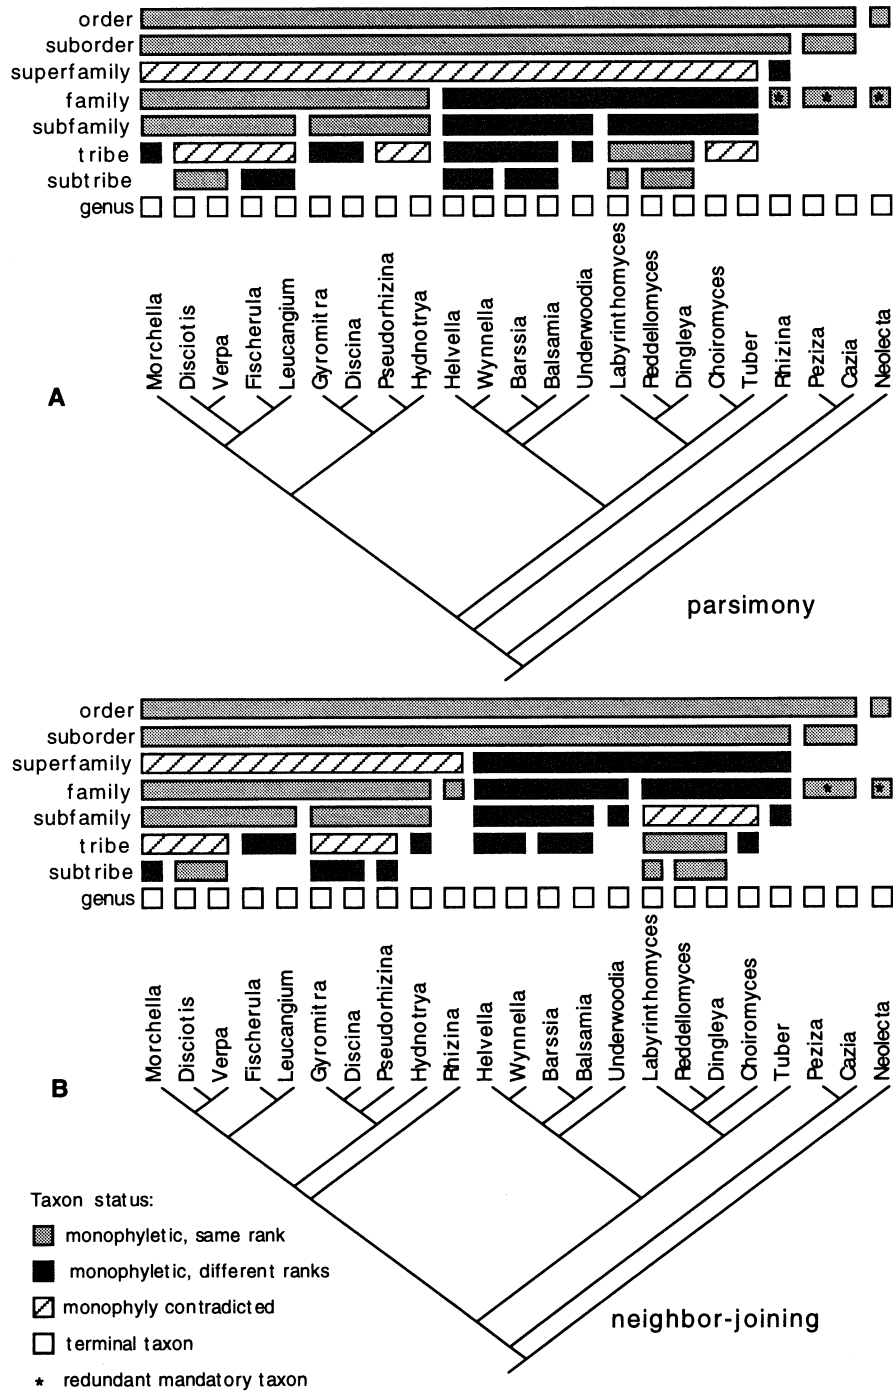 order
suborder
superfamily
family
* * *
subfamily
tribe
subtribe
genus
Morchella
Disciotis
Verpa
Fischerula
Leucangium
Gyromitra
Discina
Pseudorhizina
Hydnotrya
Helvella
Wynnella
Barssia
Balsamia
Underwoodia
Labyrinthomyces
Reddellomyces
Dingleya
Choiromyces
Tuber
Rhizina
Peziza
Cazia
Neolecta
A
parsimony
order
suborder
superfamily
family
* *
subfamily
tribe
subtribe
genus
Morchella
Disciotis
Verpa
Fischerula
Leucangium
Gyromitra
Discina
Pseudorhizina
Hydnotrya
Rhizina
Helvella
Wynnella
Barssia
Balsamia
Underwoodia
Labyrinthomyces
Reddellomyces
Dingleya
Choiromyces
Tuber
Peziza
Cazia
Neolecta
B
Taxon status:
monophyletic, same rank
monophyletic, different ranks
monophyly contradicted
terminal taxon
* redundant mandatory taxon
neighbor-joining